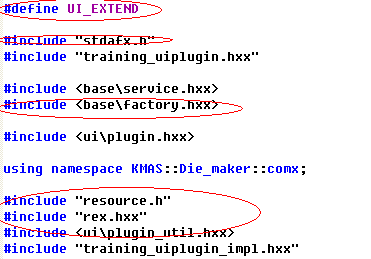 #define UI_EXTEND
#include "stdafx.h"
#include "training_uiplugin.hxx"
#include <base\service.hxx>
#include <base\factory.hxx>
#include <ui\plugin.hxx>
using namespace KMAS::Die_maker::comx;
#include "resource.h"
#include "rex.hxx"
#include <ui\plugin_util.hxx>
#include "training_uiplugin_impl.hxx"